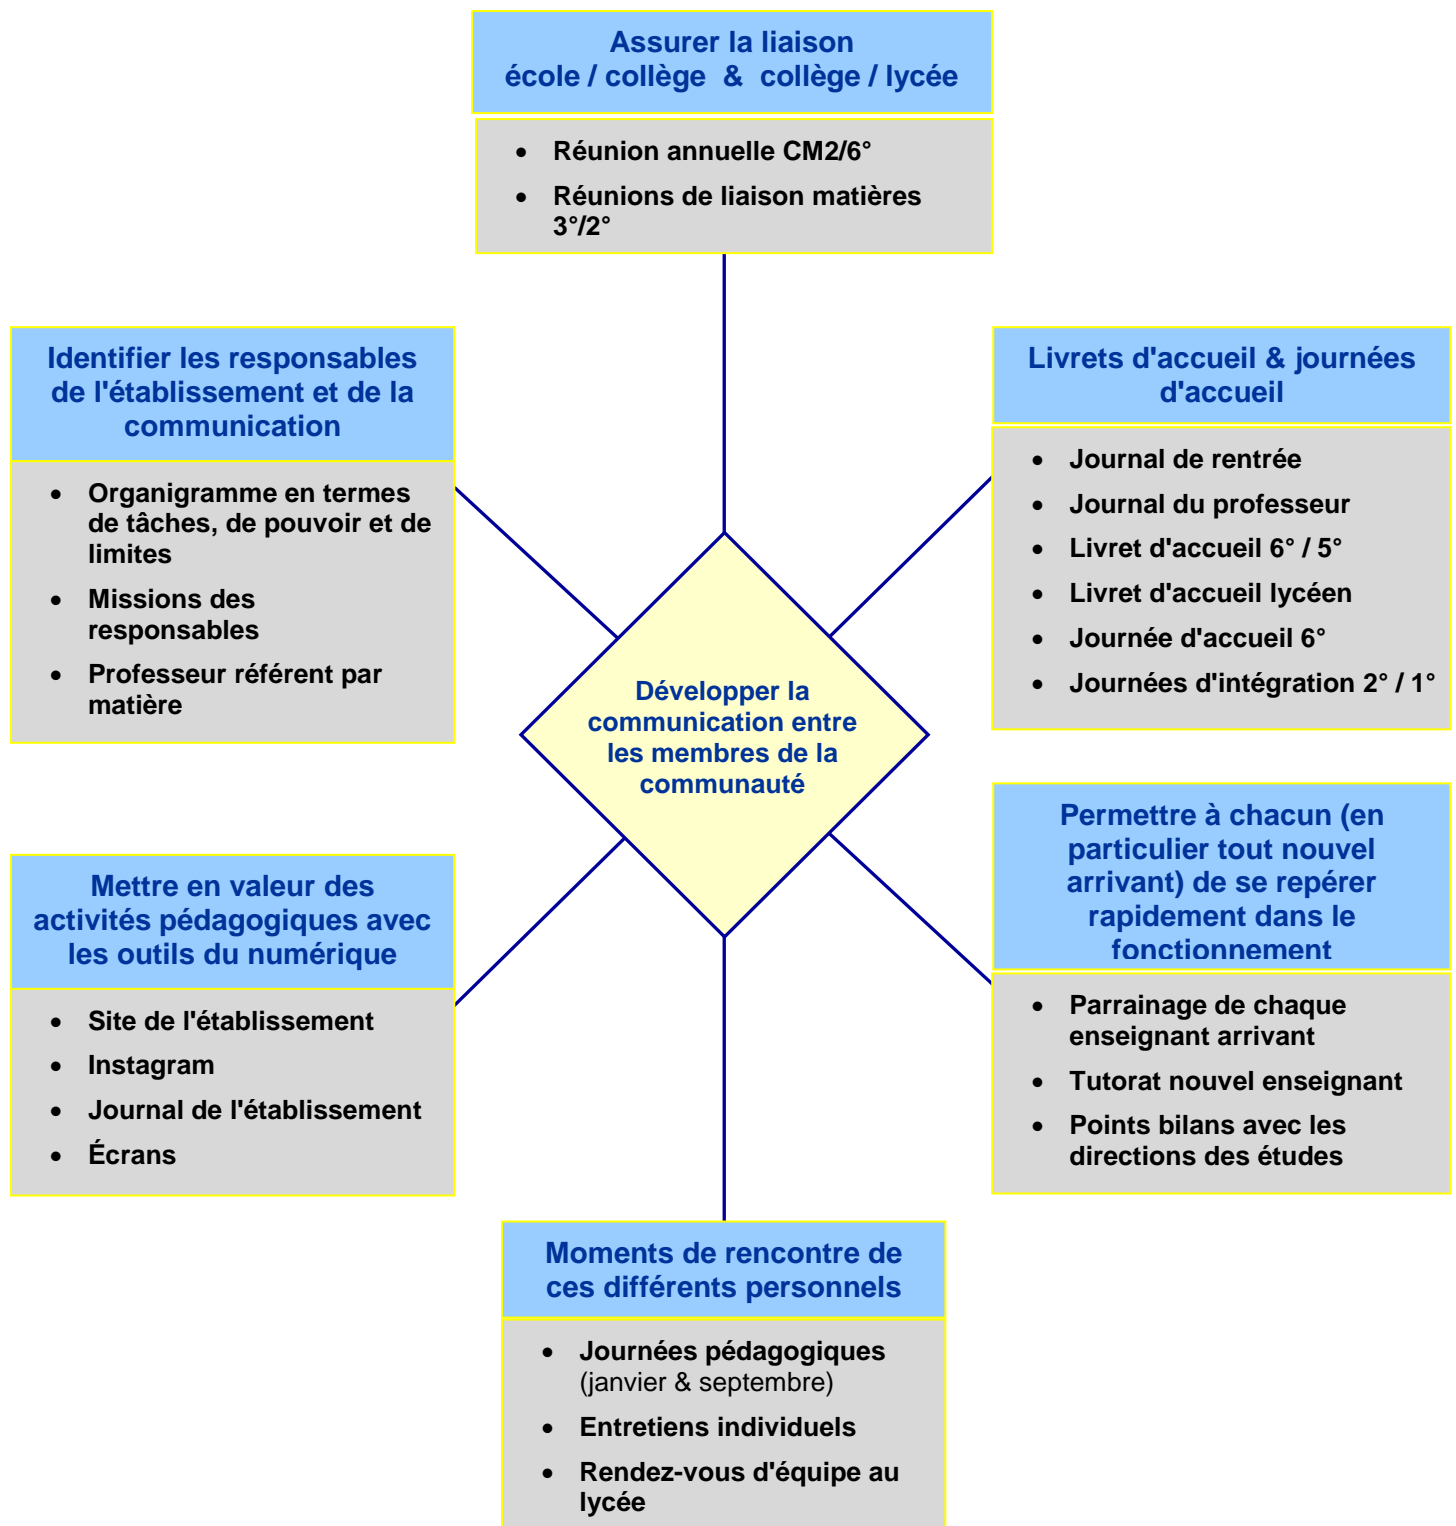 Assurer la liaison
école / collège & collège / lycée
• Réunion annuelle CM2/6°
• Réunions de liaison matières
3°/2°
Identifier les responsables
de l'établissement et de la
communication
• Organigramme en termes
de tâches, de pouvoir et de
limites
• Missions des
responsables
• Professeur référent par
matière
Livrets d'accueil & journées
d'accueil
• Journal de rentrée
• Journal du professeur
• Livret d'accueil 6° / 5°
• Livret d'accueil lycéen
• Journée d'accueil 6°
• Journées d'intégration 2° / 1°
Développer la
communication entre
les membres de la
communauté
Mettre en valeur des
activités pédagogiques avec
les outils du numérique
• Site de l'établissement
• Instagram
• Journal de l'établissement
• Écrans
Permettre à chacun (en
particulier tout nouvel
arrivant) de se repérer
rapidement dans le
fonctionnement
• Parrainage de chaque
enseignant arrivant
• Tutorat nouvel enseignant
• Points bilans avec les
directions des études
Moments de rencontre de
ces différents personnels
• Journées pédagogiques
(janvier & septembre)
• Entretiens individuels
• Rendez-vous d'équipe au
lycée